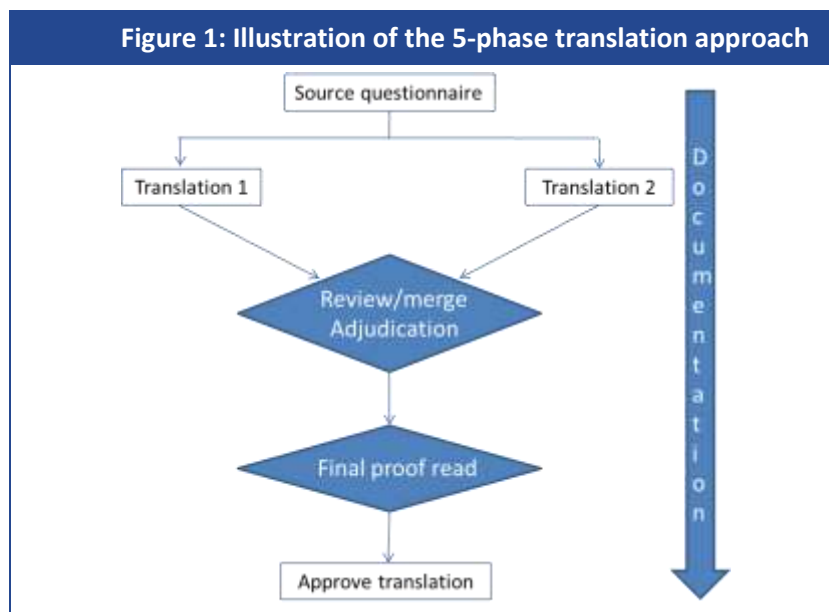 Figure 1: Illustration of the 5-phase translation approach
Source questionnaire
Translation 1
Translation 2
Review/merge
Adjudication
Final proof read
Approve translation
Documentation